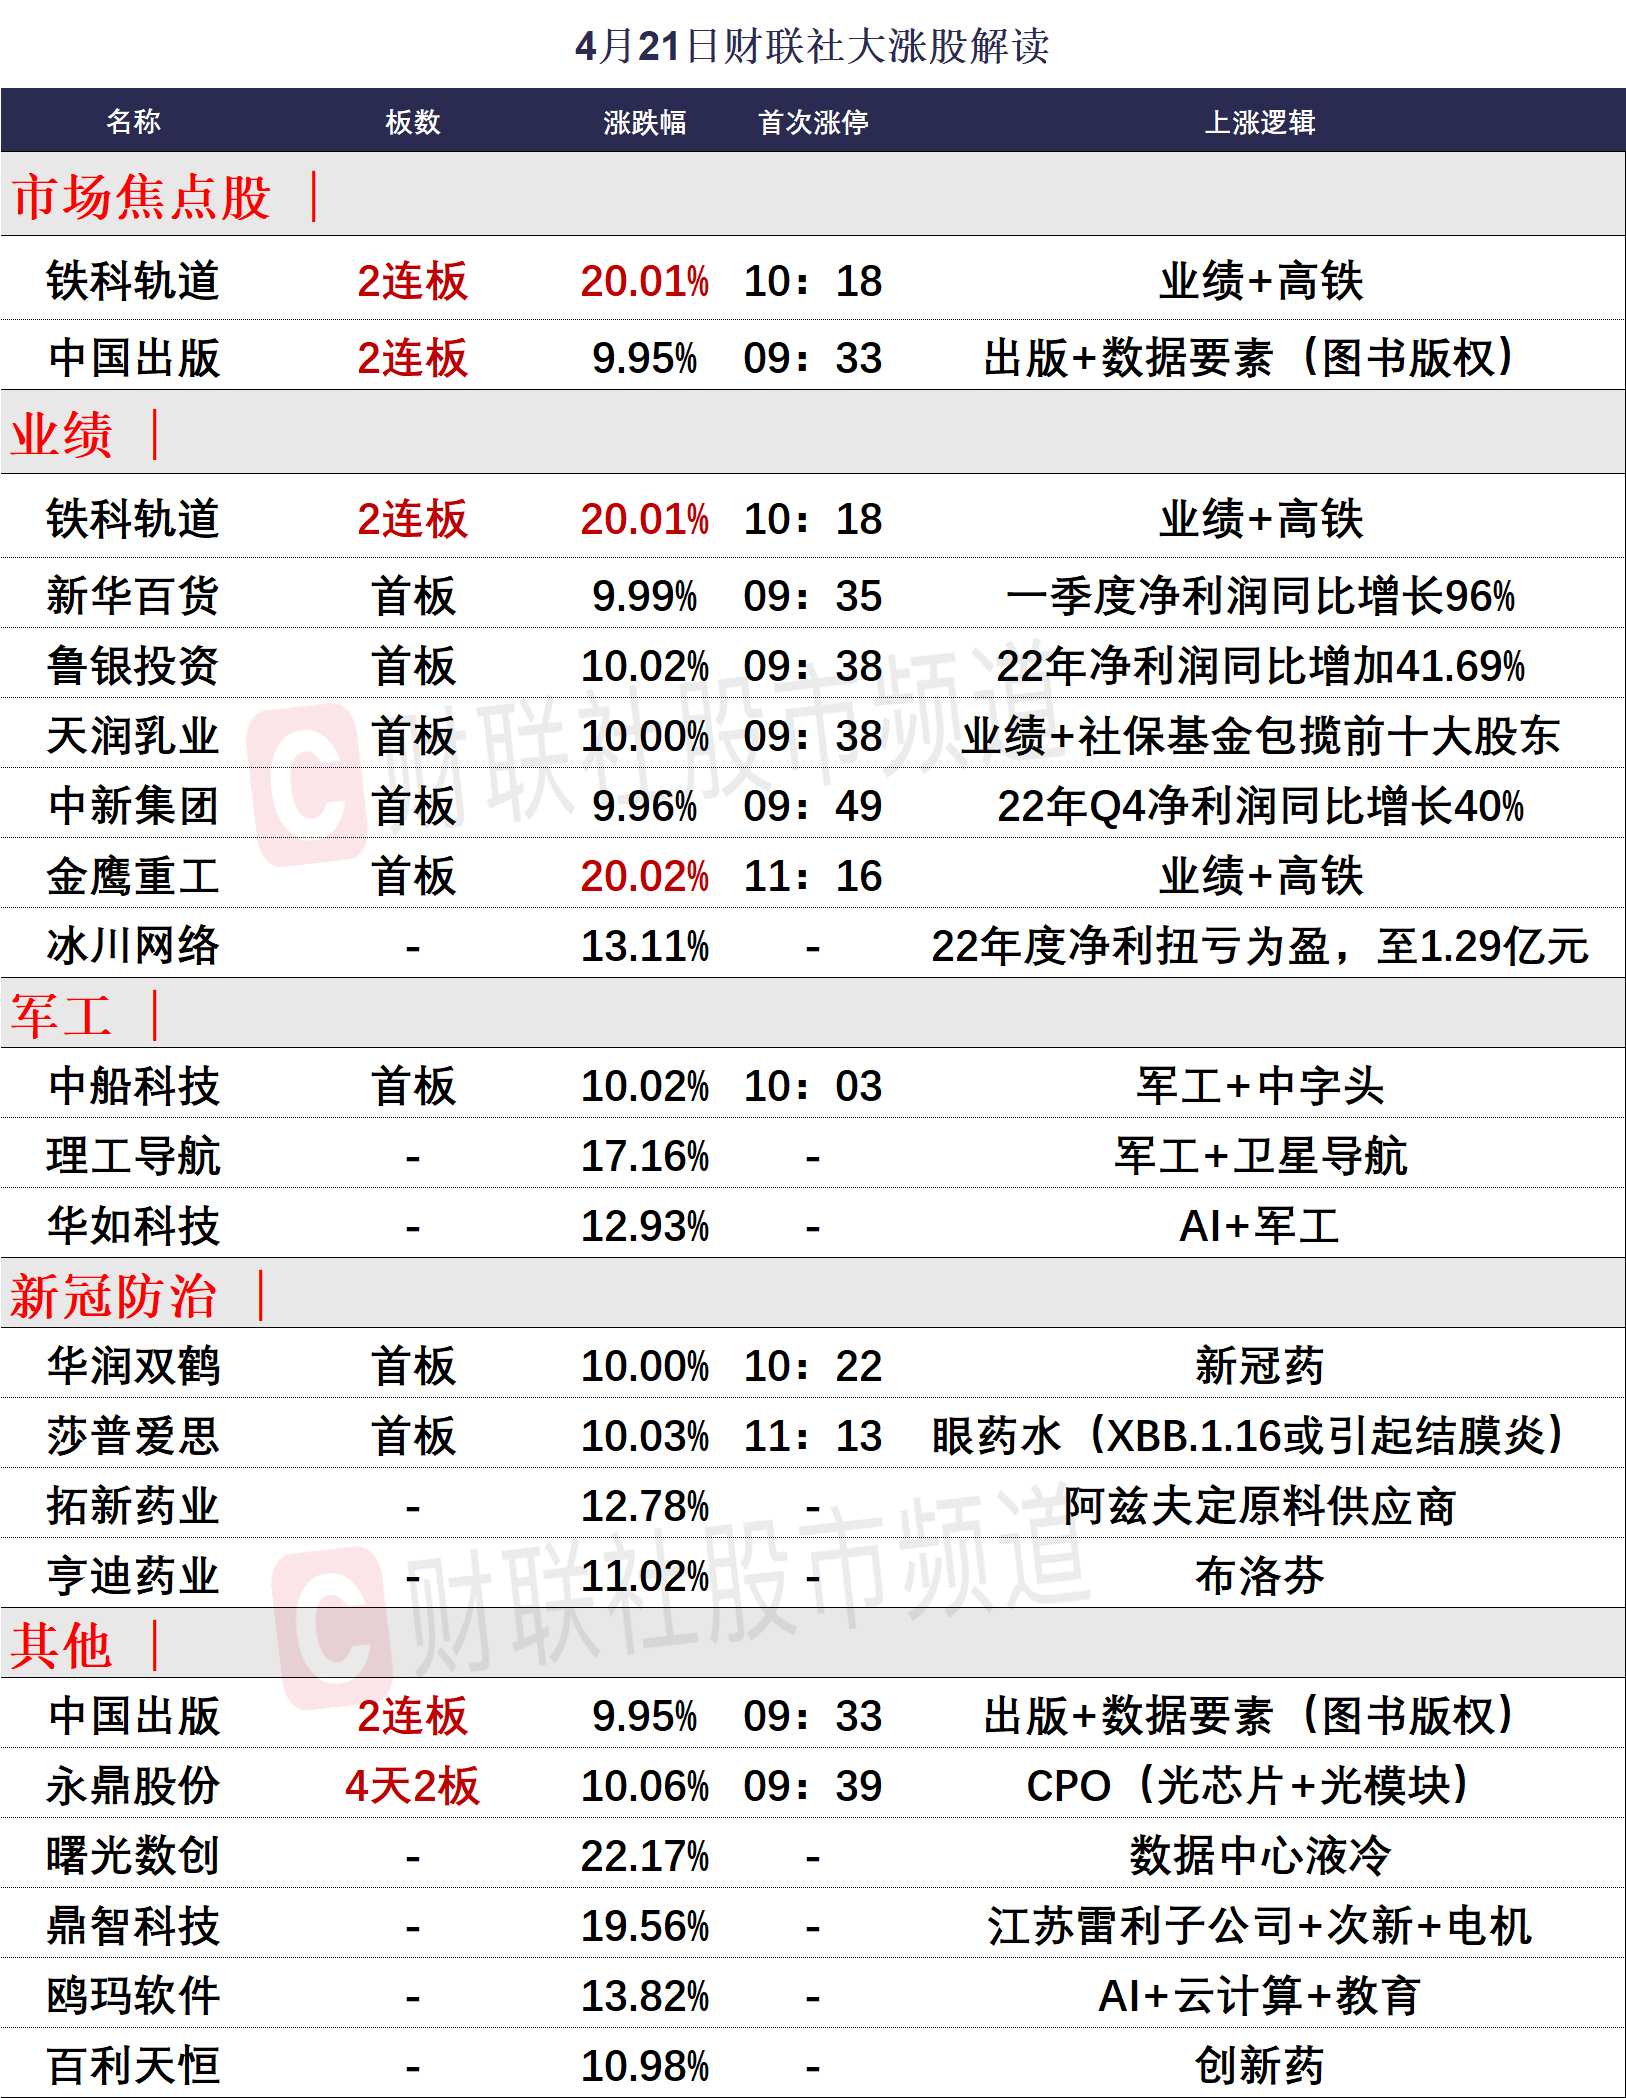 4月21日财联社大涨股解读
名称 板数 涨跌幅 首次涨停 上涨逻辑
市场焦点股 ｜
铁科轨道 2连板 20.01% 10：18 业绩+高铁
中国出版 2连板 9.95% 09：33 出版+数据要素（图书版权）
业绩 ｜
铁科轨道 2连板 20.01% 10：18 业绩+高铁
新华百货 首板 9.99% 09：35 一季度净利润同比增长96%
鲁银投资 首板 10.02% 09：38 22年净利润同比增加41.69%
天润乳业 首板 10.00% 09：38 业绩+社保基金包揽前十大股东
中新集团 首板 9.96% 09：49 22年Q4净利润同比增长40%
金鹰重工 首板 20.02% 11：16 业绩+高铁
冰川网络 - 13.11% - 22年度净利扭亏为盈，至1.29亿元
军工 ｜
中船科技 首板 10.02% 10：03 军工+中字头
理工导航 - 17.16% - 军工+卫星导航
华如科技 - 12.93% - AI+军工
新冠防治 ｜
华润双鹤 首板 10.00% 10：22 新冠药
莎普爱思 首板 10.03% 11：13 眼药水（XBB.1.16或引起结膜炎）
拓新药业 - 12.78% - 阿兹夫定原料供应商
亨迪药业 - 11.02% - 布洛芬
其他 ｜
中国出版 2连板 9.95% 09：33 出版+数据要素（图书版权）
永鼎股份 4天2板 10.06% 09：39 CPO（光芯片+光模块）
曙光数创 - 22.17% - 数据中心液冷
鼎智科技 - 19.56% - 江苏雷利子公司+次新+电机
鸥玛软件 - 13.82% - AI+云计算+教育
百利天恒 - 10.98% - 创新药
C 财联社股市频道
C 财联社股市频道